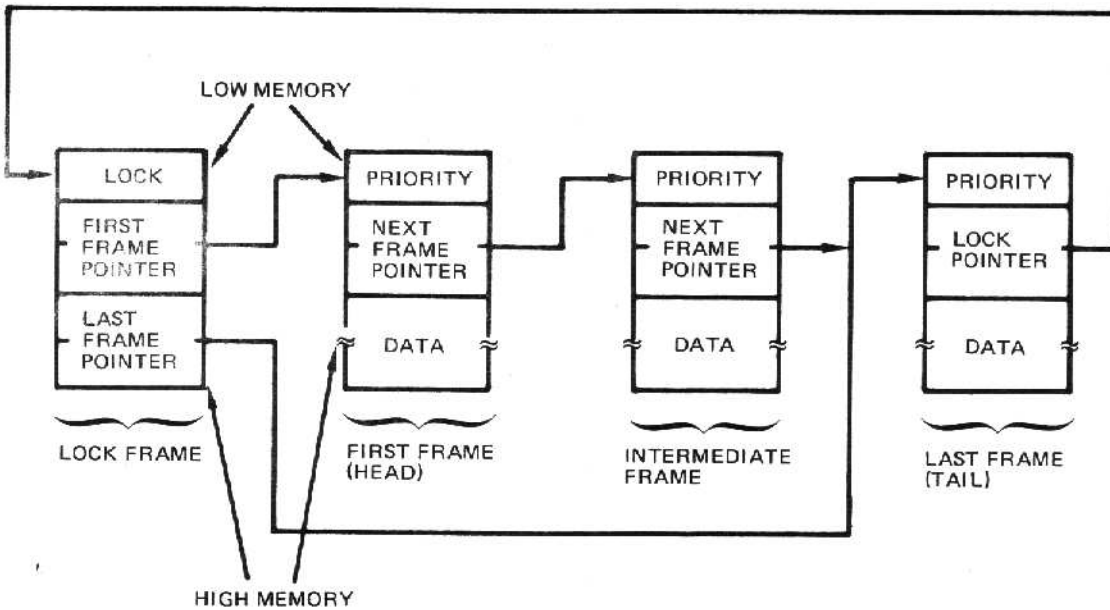 LOW MEMORY
LOCK
FIRST
FRAME
POINTER
LAST
FRAME
POINTER
LOCK FRAME
PRIORITY
NEXT
FRAME
POINTER
DATA
FIRST FRAME
(HEAD)
PRIORITY
NEXT
FRAME
POINTER
DATA
INTERMEDIATE
FRAME
PRIORITY
LOCK
POINTER
DATA
LAST FRAME
(TAIL)
HIGH MEMORY